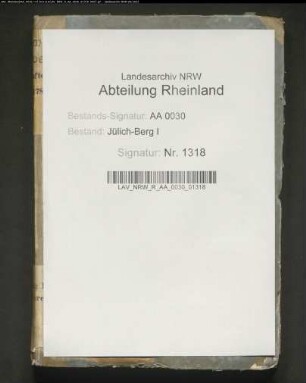 Landesarchiv NRW
Abteilung Rheinland
Bestands-Signatur: AA 0030
Bestand: Jülich-Berg I
Signatur: Nr. 1318
LAV_NRW_R_AA_0030_01318